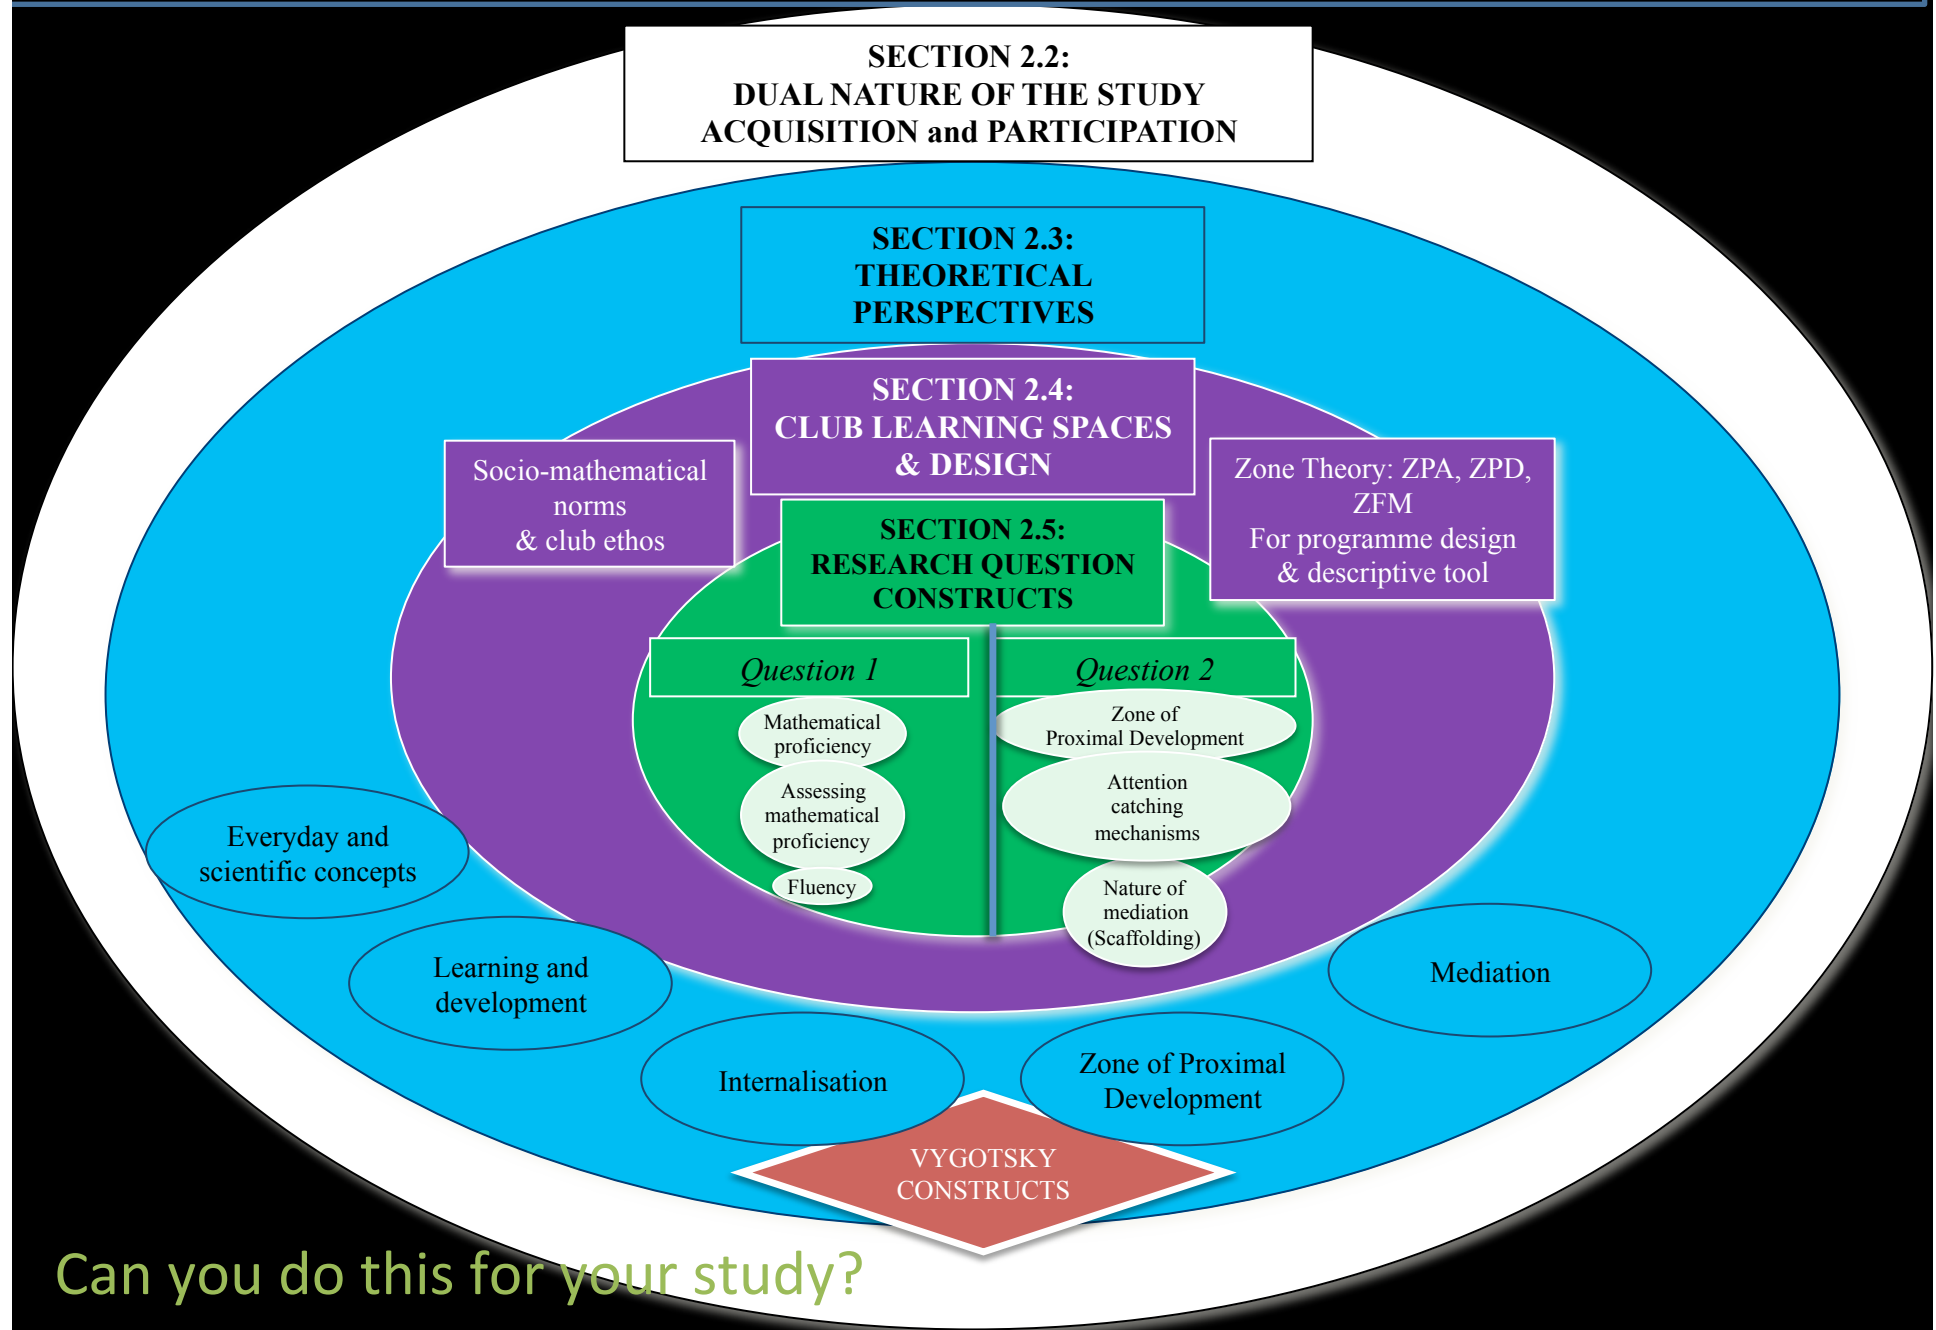 SECTION 2.2:
DUAL NATURE OF THE STUDY
ACQUISITION and PARTICIPATION
SECTION 2.3:
THEORETICAL
PERSPECTIVES
SECTION 2.4:
CLUB LEARNING SPACES
& DESIGN
Socio-mathematical
norms
& club ethos
Zone Theory: ZPA, ZPD,
ZFM
For programme design
& descriptive tool
SECTION 2.5:
RESEARCH QUESTION
CONSTRUCTS
Question 1
Mathematical
proficiency
Assessing
mathematical
proficiency
Fluency
Question 2
Zone of
Proximal Development
Attention
catching
mechanisms
Nature of
mediation
(Scaffolding)
Everyday and
scientific concepts
Learning and
development
Internalisation
Zone of Proximal
Development
Mediation
VYGOTSKY
CONSTRUCTS
Can you do this for your study?